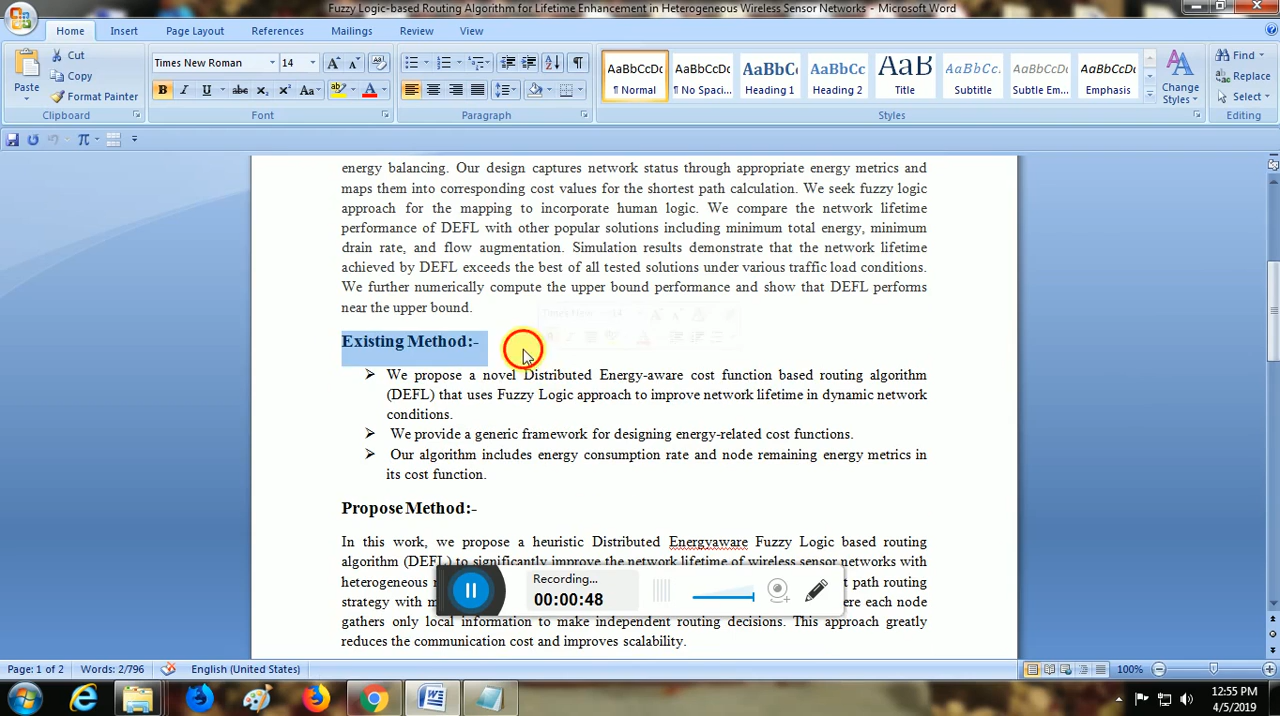 Fuzzy Logic-based Routing Algorithm for Lifetime Enhancement in Heterogeneous Wireless Sensor Networks - Microsoft Word
Home Insert Page Layout References Mailings Review View
Cut
Copy
Format Painter
Paste
Clipboard
Times New Roman 14
Font
Paragraph
AaBbCcDc AaBbCcDc AaBbC AaBbCc AaB AaBbCc. AaBbCcDc AaBbCcDc
¶ Normal ¶ No Spaci... Heading 1 Heading 2 Title Subtitle Subtle Em... Emphasis
Change Styles
Styles
Find
Replace
Select
Editing
energy balancing. Our design captures network status through appropriate energy metrics and
maps them into corresponding cost values for the shortest path calculation. We seek fuzzy logic
approach for the mapping to incorporate human logic. We compare the network lifetime
performance of DEFL with other popular solutions including minimum total energy, minimum
drain rate, and flow augmentation. Simulation results demonstrate that the network lifetime
achieved by DEFL exceeds the best of all tested solutions under various traffic load conditions.
We further numerically compute the upper bound performance and show that DEFL performs
near the upper bound.
Existing Method:-
➢ We propose a novel Distributed Energy-aware cost function based routing algorithm
(DEFL) that uses Fuzzy Logic approach to improve network lifetime in dynamic network
conditions.
➢ We provide a generic framework for designing energy-related cost functions.
➢ Our algorithm includes energy consumption rate and node remaining energy metrics in
its cost function.
Propose Method:-
In this work, we propose a heuristic Distributed Energyaware Fuzzy Logic based routing
algorithm (DEFL) to significantly improve the network lifetime of wireless sensor networks with
heterogeneous path routing
strategy with each node
gathers only local information to make independent routing decisions. This approach greatly
reduces the communication cost and improves scalability.
Recording...
00:00:48
Page: 1 of 2 Words: 2/796 English (United States) 100%
12:55 PM
4/5/2019